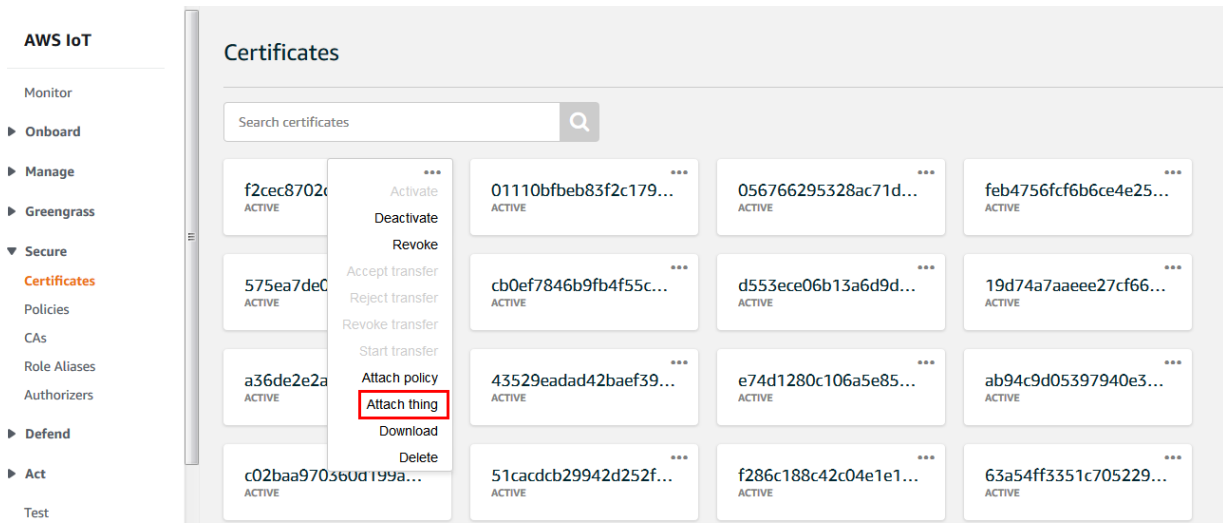 AWS IoT
Monitor
Onboard
Manage
Greengrass
Secure
Certificates
Policies
CAs
Role Aliases
Authorizers
Defend
Act
Test
Certificates
Search certificates
f2cec8702
ACTIVE
Activate
Deactivate
Revoke
Accept transfer
Reject transfer
Revoke transfer
Start transfer
Attach policy
Attach thing
Download
Delete
01110bfbeb83f2c179...
ACTIVE
056766295328ac71d...
ACTIVE
feb4756fcf6b6ce4e25...
ACTIVE
575ea7de0
ACTIVE
cb0ef7846b9fb4f55c...
ACTIVE
d553ece06b13a6d9d...
ACTIVE
19d74a7aaeee27cf66...
ACTIVE
a36de2e2a
ACTIVE
43529eadad42baef39...
ACTIVE
e74d1280c106a5e85...
ACTIVE
ab94c9d05397940e3...
ACTIVE
c02baa970360d199a...
ACTIVE
51cacdcb29942d252f...
ACTIVE
f286c188c42c04e1e1...
ACTIVE
63a54ff3351c705229...
ACTIVE